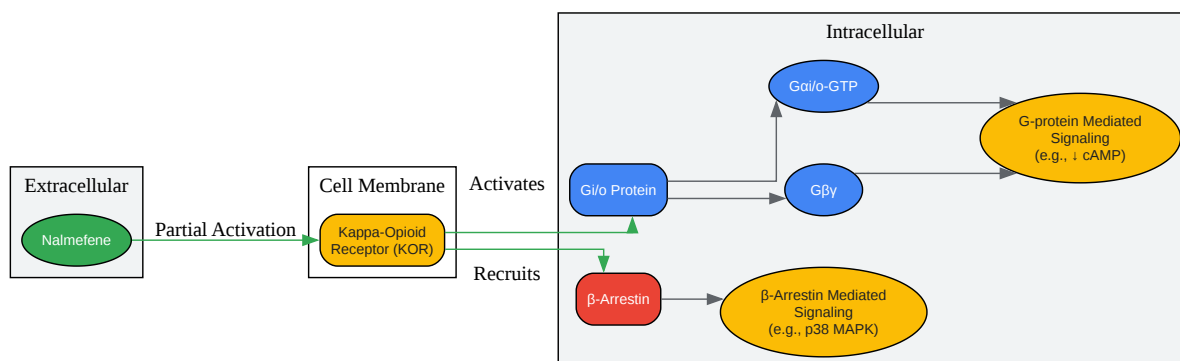 Extracellular
Nalmefene
Partial Activation
Cell Membrane
Kappa-Opioid
Receptor (KOR)
Activates
Recruits
Intracellular
Gi/o Protein
Gαi/o-GTP
Gβγ
G-protein Mediated
Signaling
(e.g., ↓ cAMP)
β-Arrestin
β-Arrestin Mediated
Signaling
(e.g., p38 MAPK)